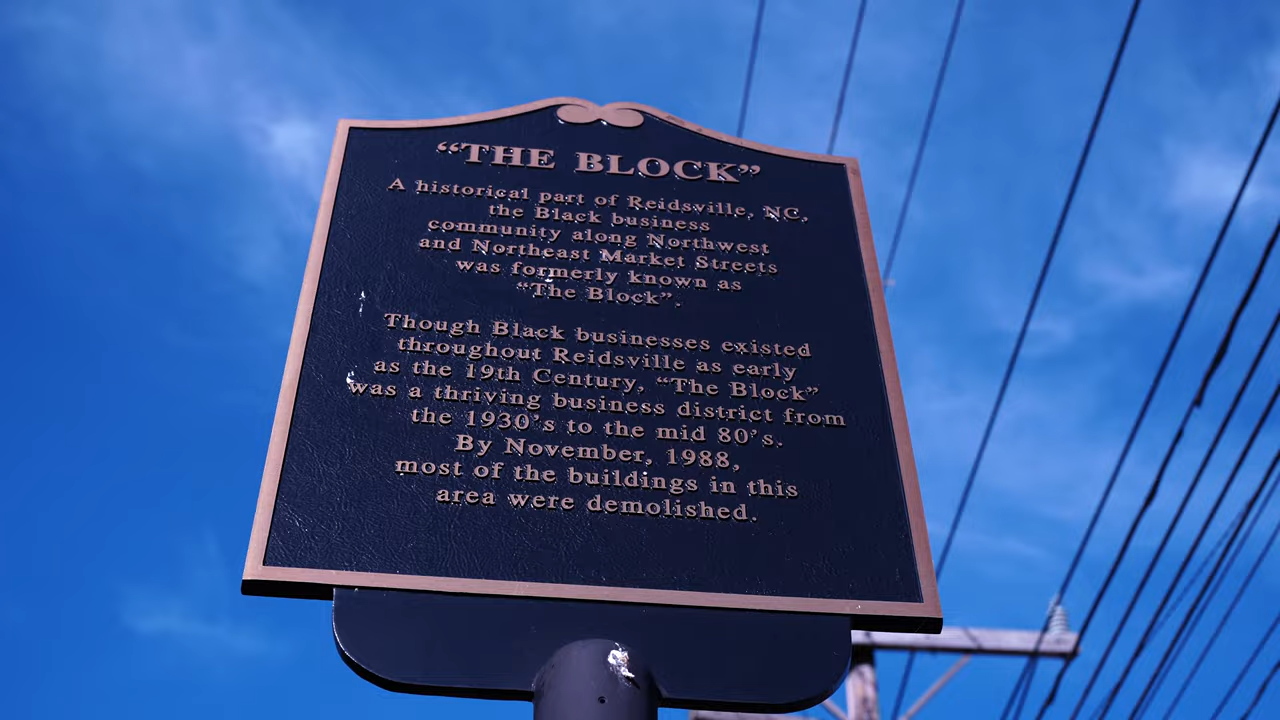 “THE BLOCK”
A historical part of Reidsville, NC,
the Black business
community along Northwest
and Northeast Market Streets
was formerly known as
“The Block”.
Though Black businesses existed
throughout Reidsville as early
as the 19th Century, “The Block”
was a thriving business district from
the 1930’s to the mid 80’s.
By November, 1988,
most of the buildings in this
area were demolished.